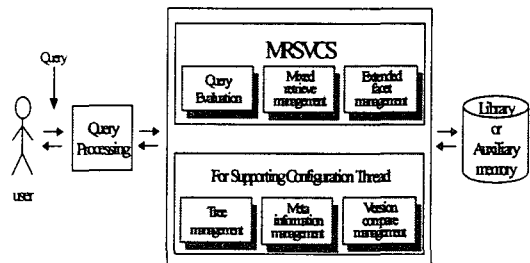 Query
user
Query
Processing
MRSVCS
Query
Evaluation
Mixed
retrieve
management
Extended
facet
management
For Supporting Configuration Thread
Tree
management
Meta
information
management
Version
compare
management
Library
or
Auxiliary
memory